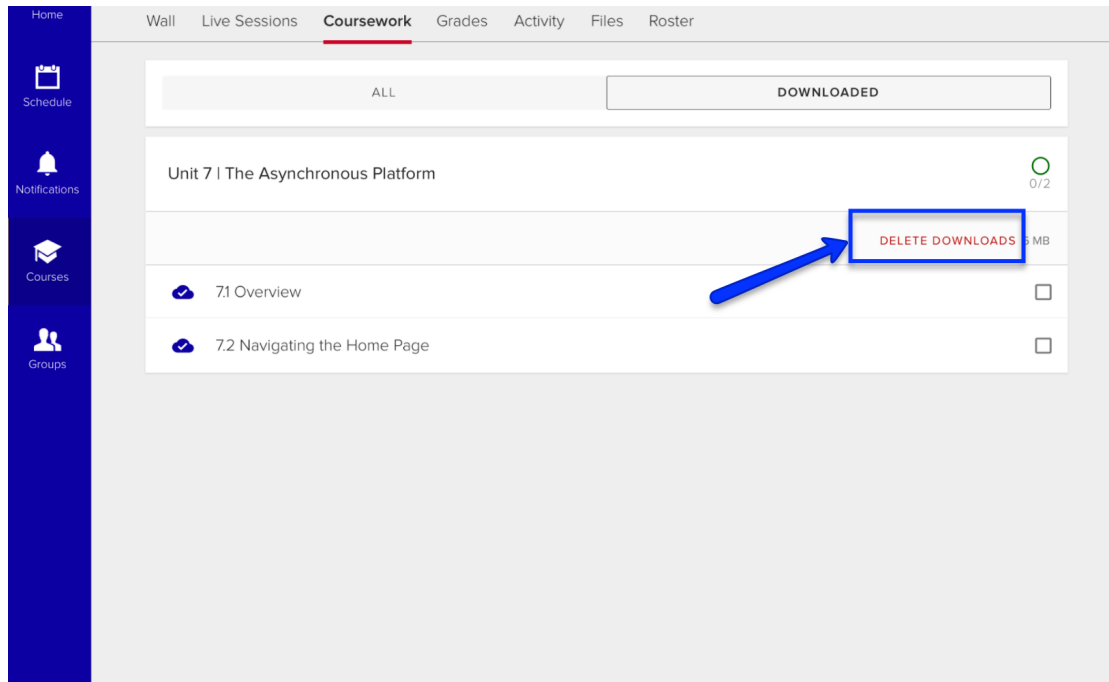 Home
Wall Live Sessions Coursework Grades Activity Files Roster
Schedule
ALL DOWNLOADED
Notifications
Unit 7 | The Asynchronous Platform
0/2
DELETE DOWNLOADS MB
Courses
7.1 Overview
7.2 Navigating the Home Page
Groups